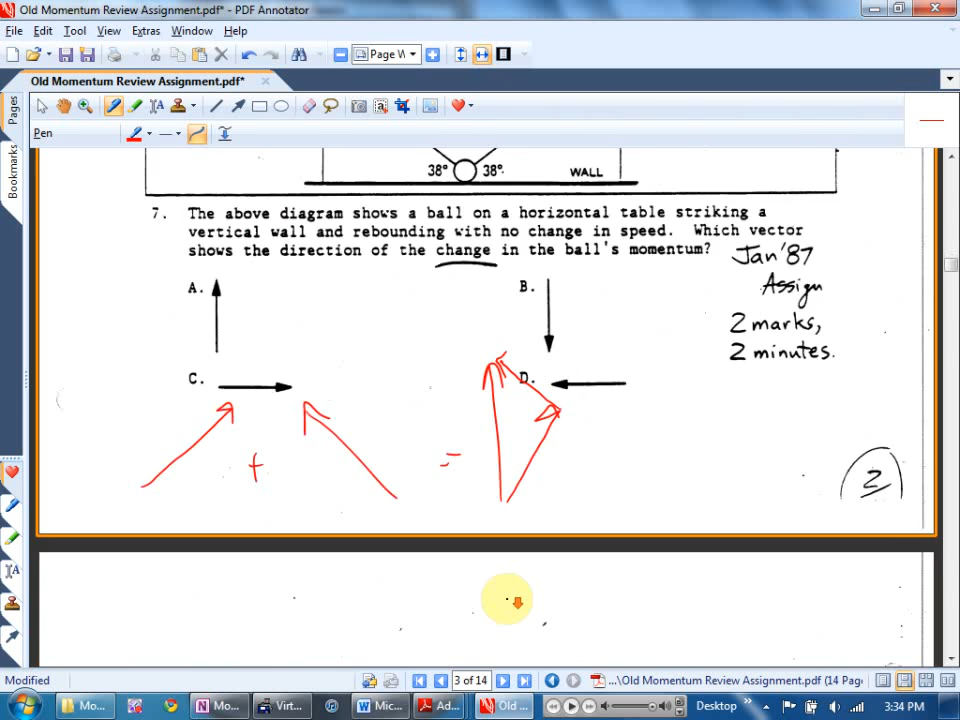 Old Momentum Review Assignment.pdf* - PDF Annotator
File Edit Tool View Extras Window Help
Page W
Old Momentum Review Assignment.pdf*
Pages
Bookmarks
Pen
38° 38° WALL
7. The above diagram shows a ball on a horizontal table striking a
vertical wall and rebounding with no change in speed. Which vector
shows the direction of the change in the ball's momentum?
Jan '87
Assign
2 marks,
2 minutes.
A. B.
C. D.
+ =
2
Modified
3 of 14
...\Old Momentum Review Assignment.pdf (14 Page
Mo... Mo... Virt... Mic... Ad... Old ... Desktop » 3:34 PM